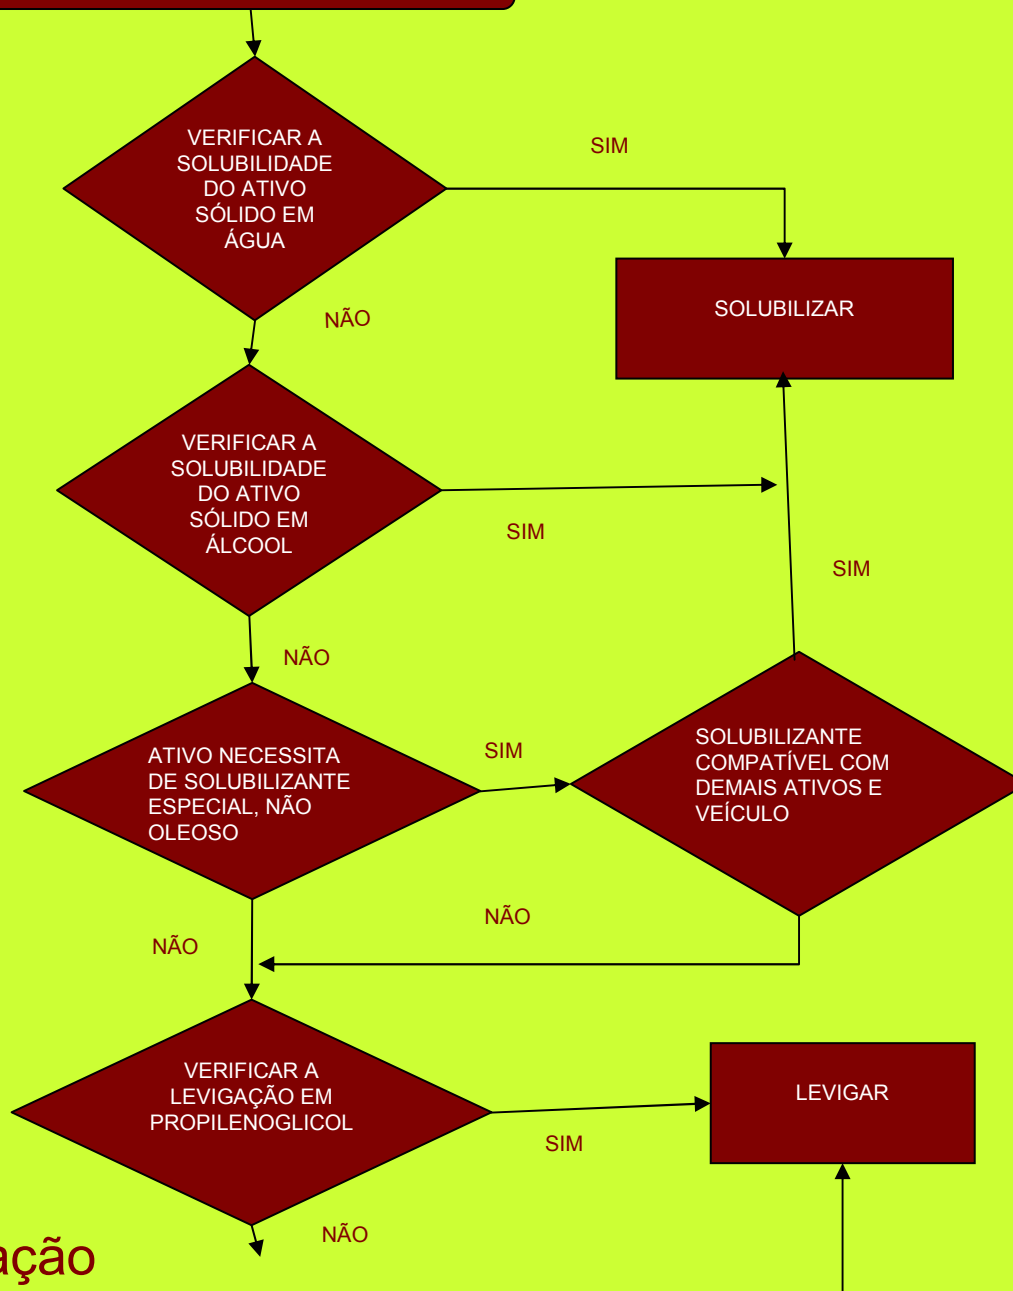 VERIFICAR A
SOLUBILIDADE
DO ATIVO
SÓLIDO EM
ÁGUA
SIM
SOLUBILIZAR
NÃO
VERIFICAR A
SOLUBILIDADE
DO ATIVO
SÓLIDO EM
ÁLCOOL
SIM
SIM
NÃO
ATIVO NECESSITA
DE SOLUBILIZANTE
ESPECIAL, NÃO
OLEOSO
SIM
SOLUBILIZANTE
COMPATÍVEL COM
DEMAIS ATIVOS E
VEÍCULO
NÃO
NÃO
VERIFICAR A
LEVIGAÇÃO EM
PROPILENOGLICOL
SIM
LEVIGAR
NÃO
ação